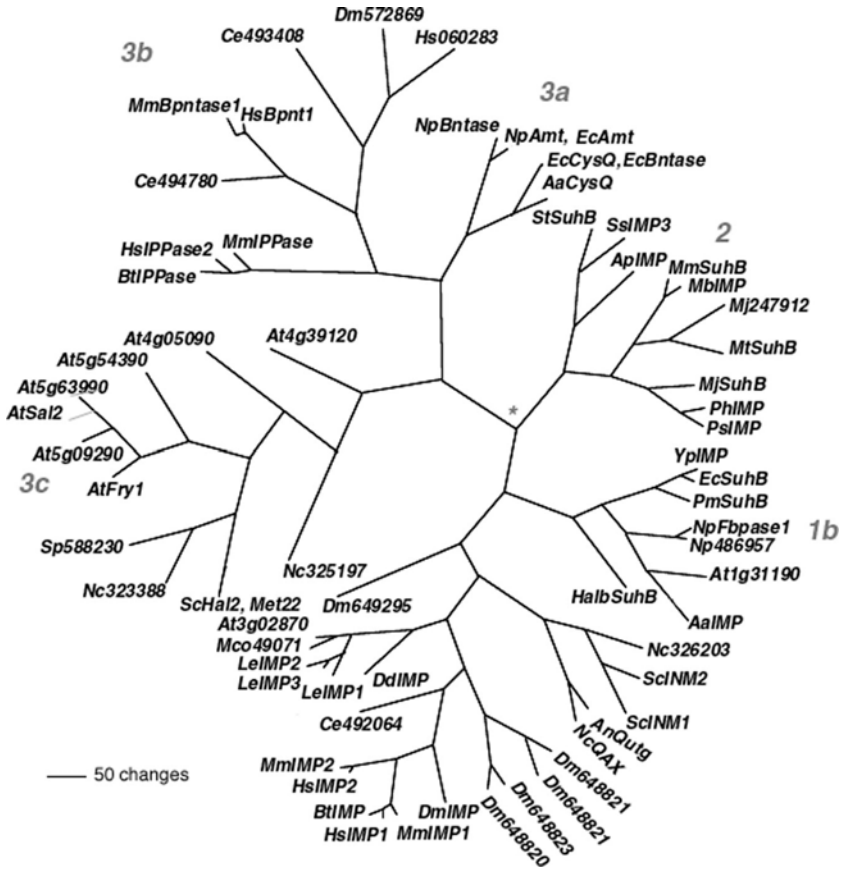 Dm572869
Ce493408
Hs060283
3b
3a
MmBpntase1
HsBpnt1
NpBntase
NpAmt, EcAmt
EcCysQ,EcBntase
Ce494780
AaCysQ
StSuhB
SsIMP3
2
HsIPPase2
MmIPPase
ApIMP
MmSuhB
BtIPPase
MbIMP
Mj247912
At4g05090
At4g39120
MtSuhB
At5g54390
At5g63990
MjSuhB
AtSal2
*
PhIMP
PsIMP
At5g09290
YpIMP
EcSuhB
3c
AtFry1
PmSuhB
NpFbpase1
1b
Np486957
Sp588230
Nc325197
At1g31190
Nc323388
HalbSuhB
ScHal2, Met22
Dm649295
At3g02870
AaIMP
Mco49071
Nc326203
LeIMP2
ScINM2
LeIMP3
LeIMP1
DdIMP
Ce492064
AnQutg
ScINM1
NcQAX
MmIMP2
50 changes
HsIMP2
Dm648821
BtIMP
DmIMP
Dm648821
HsIMP1
MmIMP1
Dm648823
Dm648820